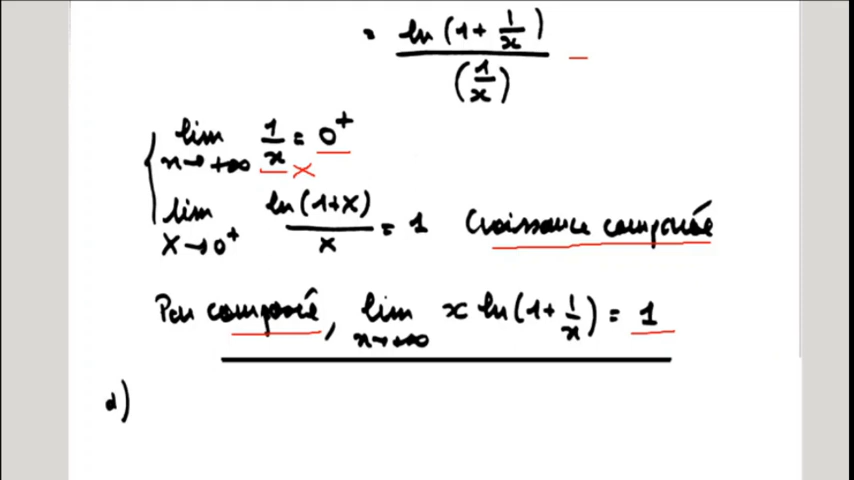 = ln(1+1/x) / (1/x)
lim x→+∞ 1/x = 0⁺ X
lim X→0⁺ ln(1+X)/X = 1 Croissance comparée
Par comparé, lim x→+∞ x ln(1+1/x) = 1
d)